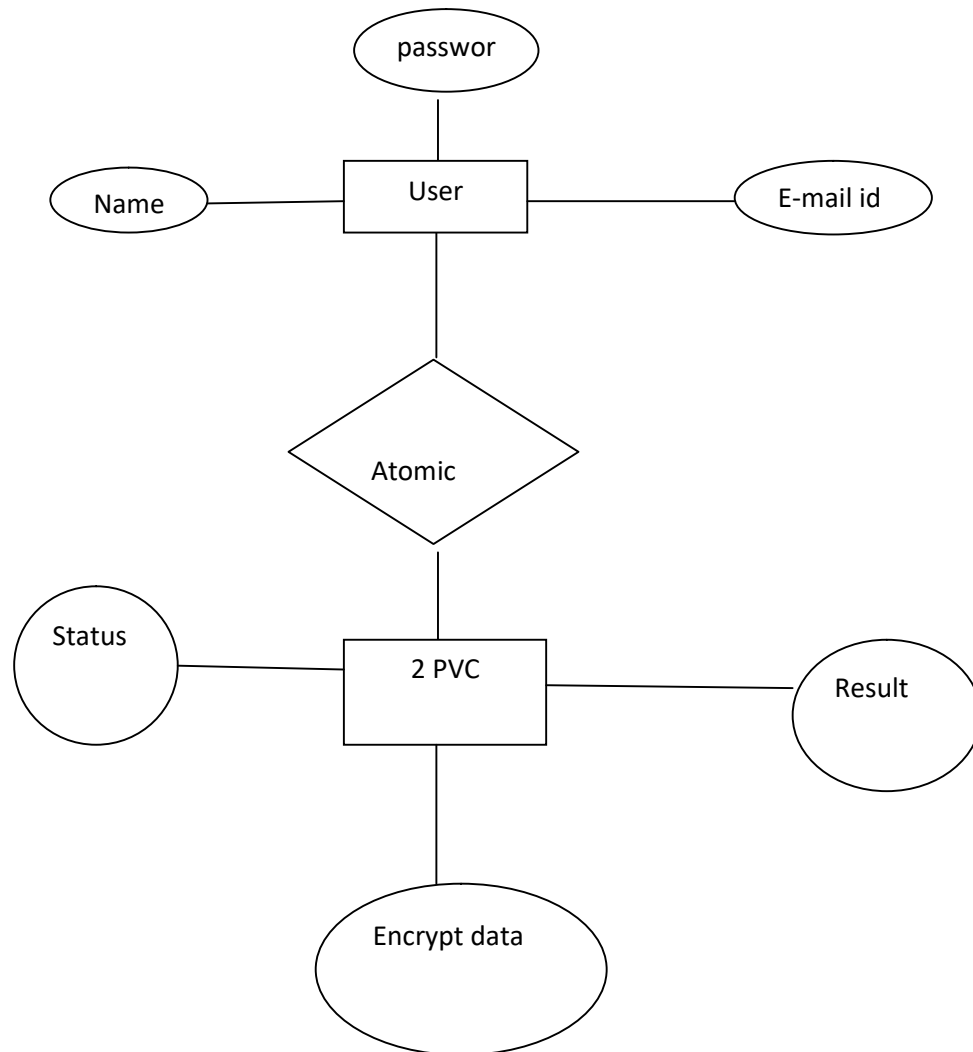 passwor
Name
User
E-mail id
Atomic
Status
2 PVC
Result
Encrypt data